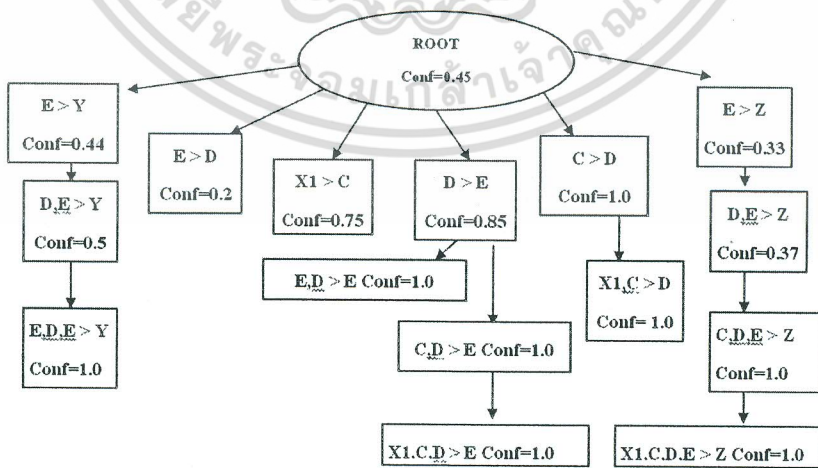 ROOT
Conf=0.45
E > Y
Conf=0.44
E > D
Conf=0.2
X1 > C
Conf=0.75
D > E
Conf=0.85
C > D
Conf=1.0
E > Z
Conf=0.33
D,E > Y
Conf=0.5
D,E > Z
Conf=0.37
E,D > E Conf=1.0
X1,C > D
Conf= 1.0
E,D,E > Y
Conf=1.0
C,D > E Conf=1.0
C,D,E > Z
Conf=1.0
X1.C,D > E Conf=1.0
X1.C.D.E > Z Conf=1.0